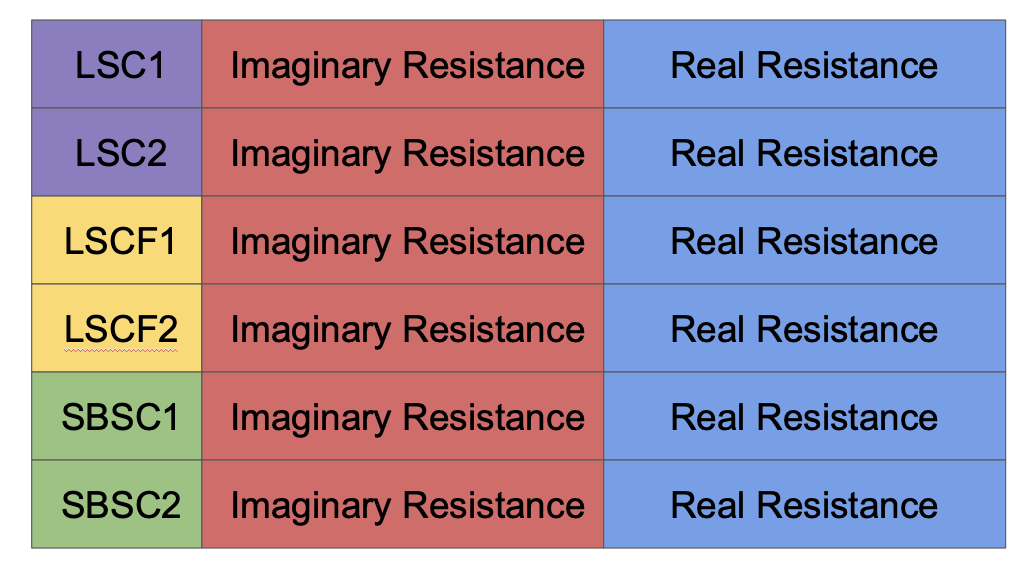 LSC1 Imaginary Resistance Real Resistance
LSC2 Imaginary Resistance Real Resistance
LSCF1 Imaginary Resistance Real Resistance
LSCF2 Imaginary Resistance Real Resistance
SBSC1 Imaginary Resistance Real Resistance
SBSC2 Imaginary Resistance Real Resistance